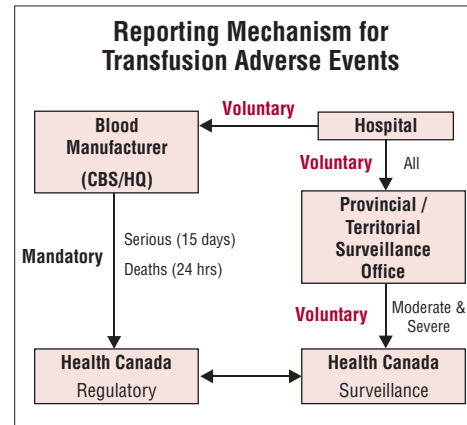 Reporting Mechanism for
Transfusion Adverse Events
Voluntary
Blood
Manufacturer
(CBS/HQ)
Hospital
Voluntary
All
Provincial /
Territorial
Surveillance
Office
Mandatory
Serious (15 days)
Deaths (24 hrs)
Voluntary
Moderate &
Severe
Health Canada
Regulatory
Health Canada
Surveillance